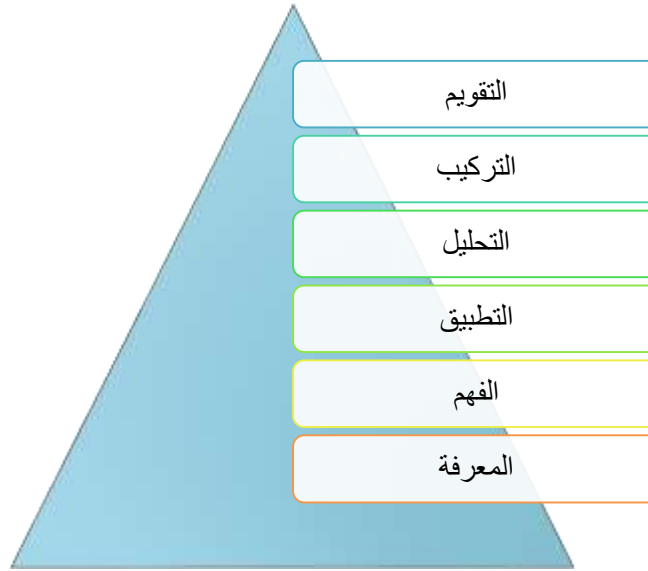 التقويم
التركيب
التحليل
التطبيق
الفهم
المعرفة